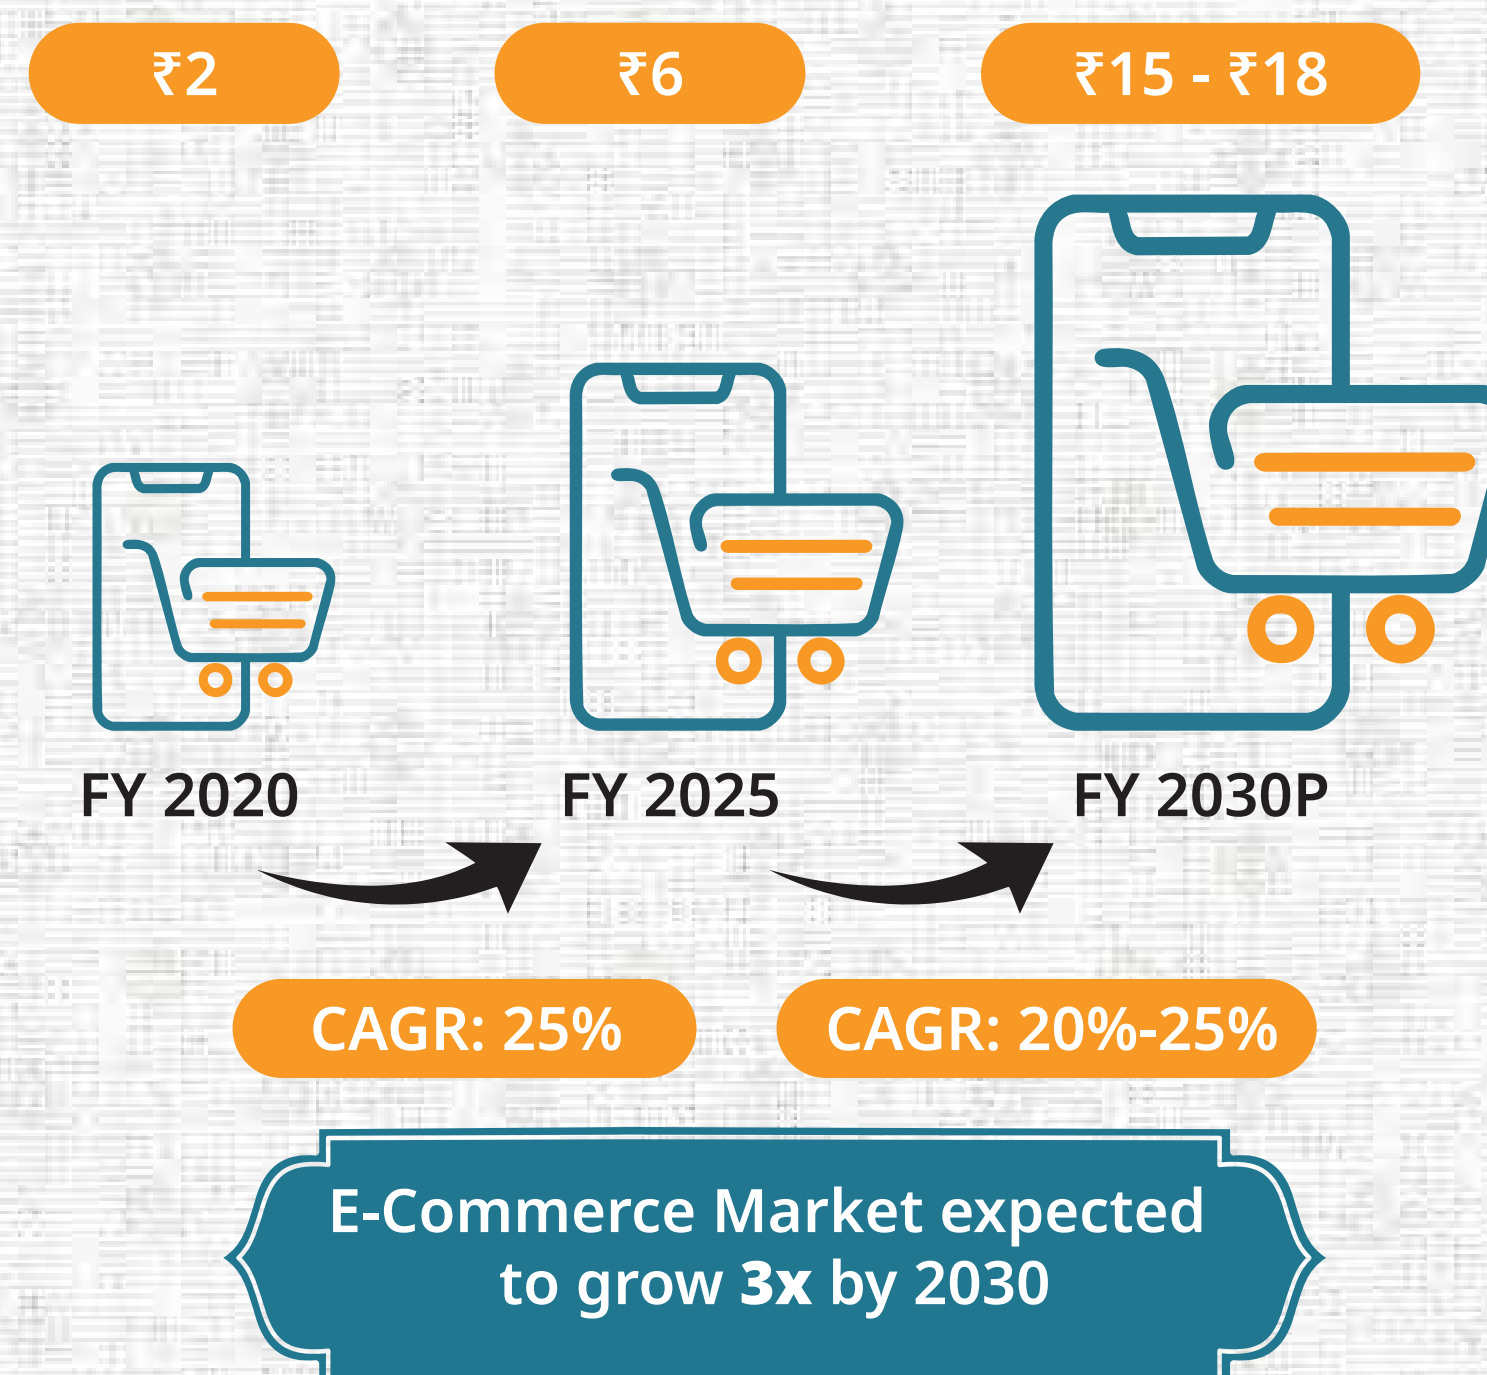 ₹2
₹6
₹15 - ₹18
FY 2020
FY 2025
FY 2030P
CAGR: 25%
CAGR: 20%-25%
E-Commerce Market expected
to grow 3x by 2030